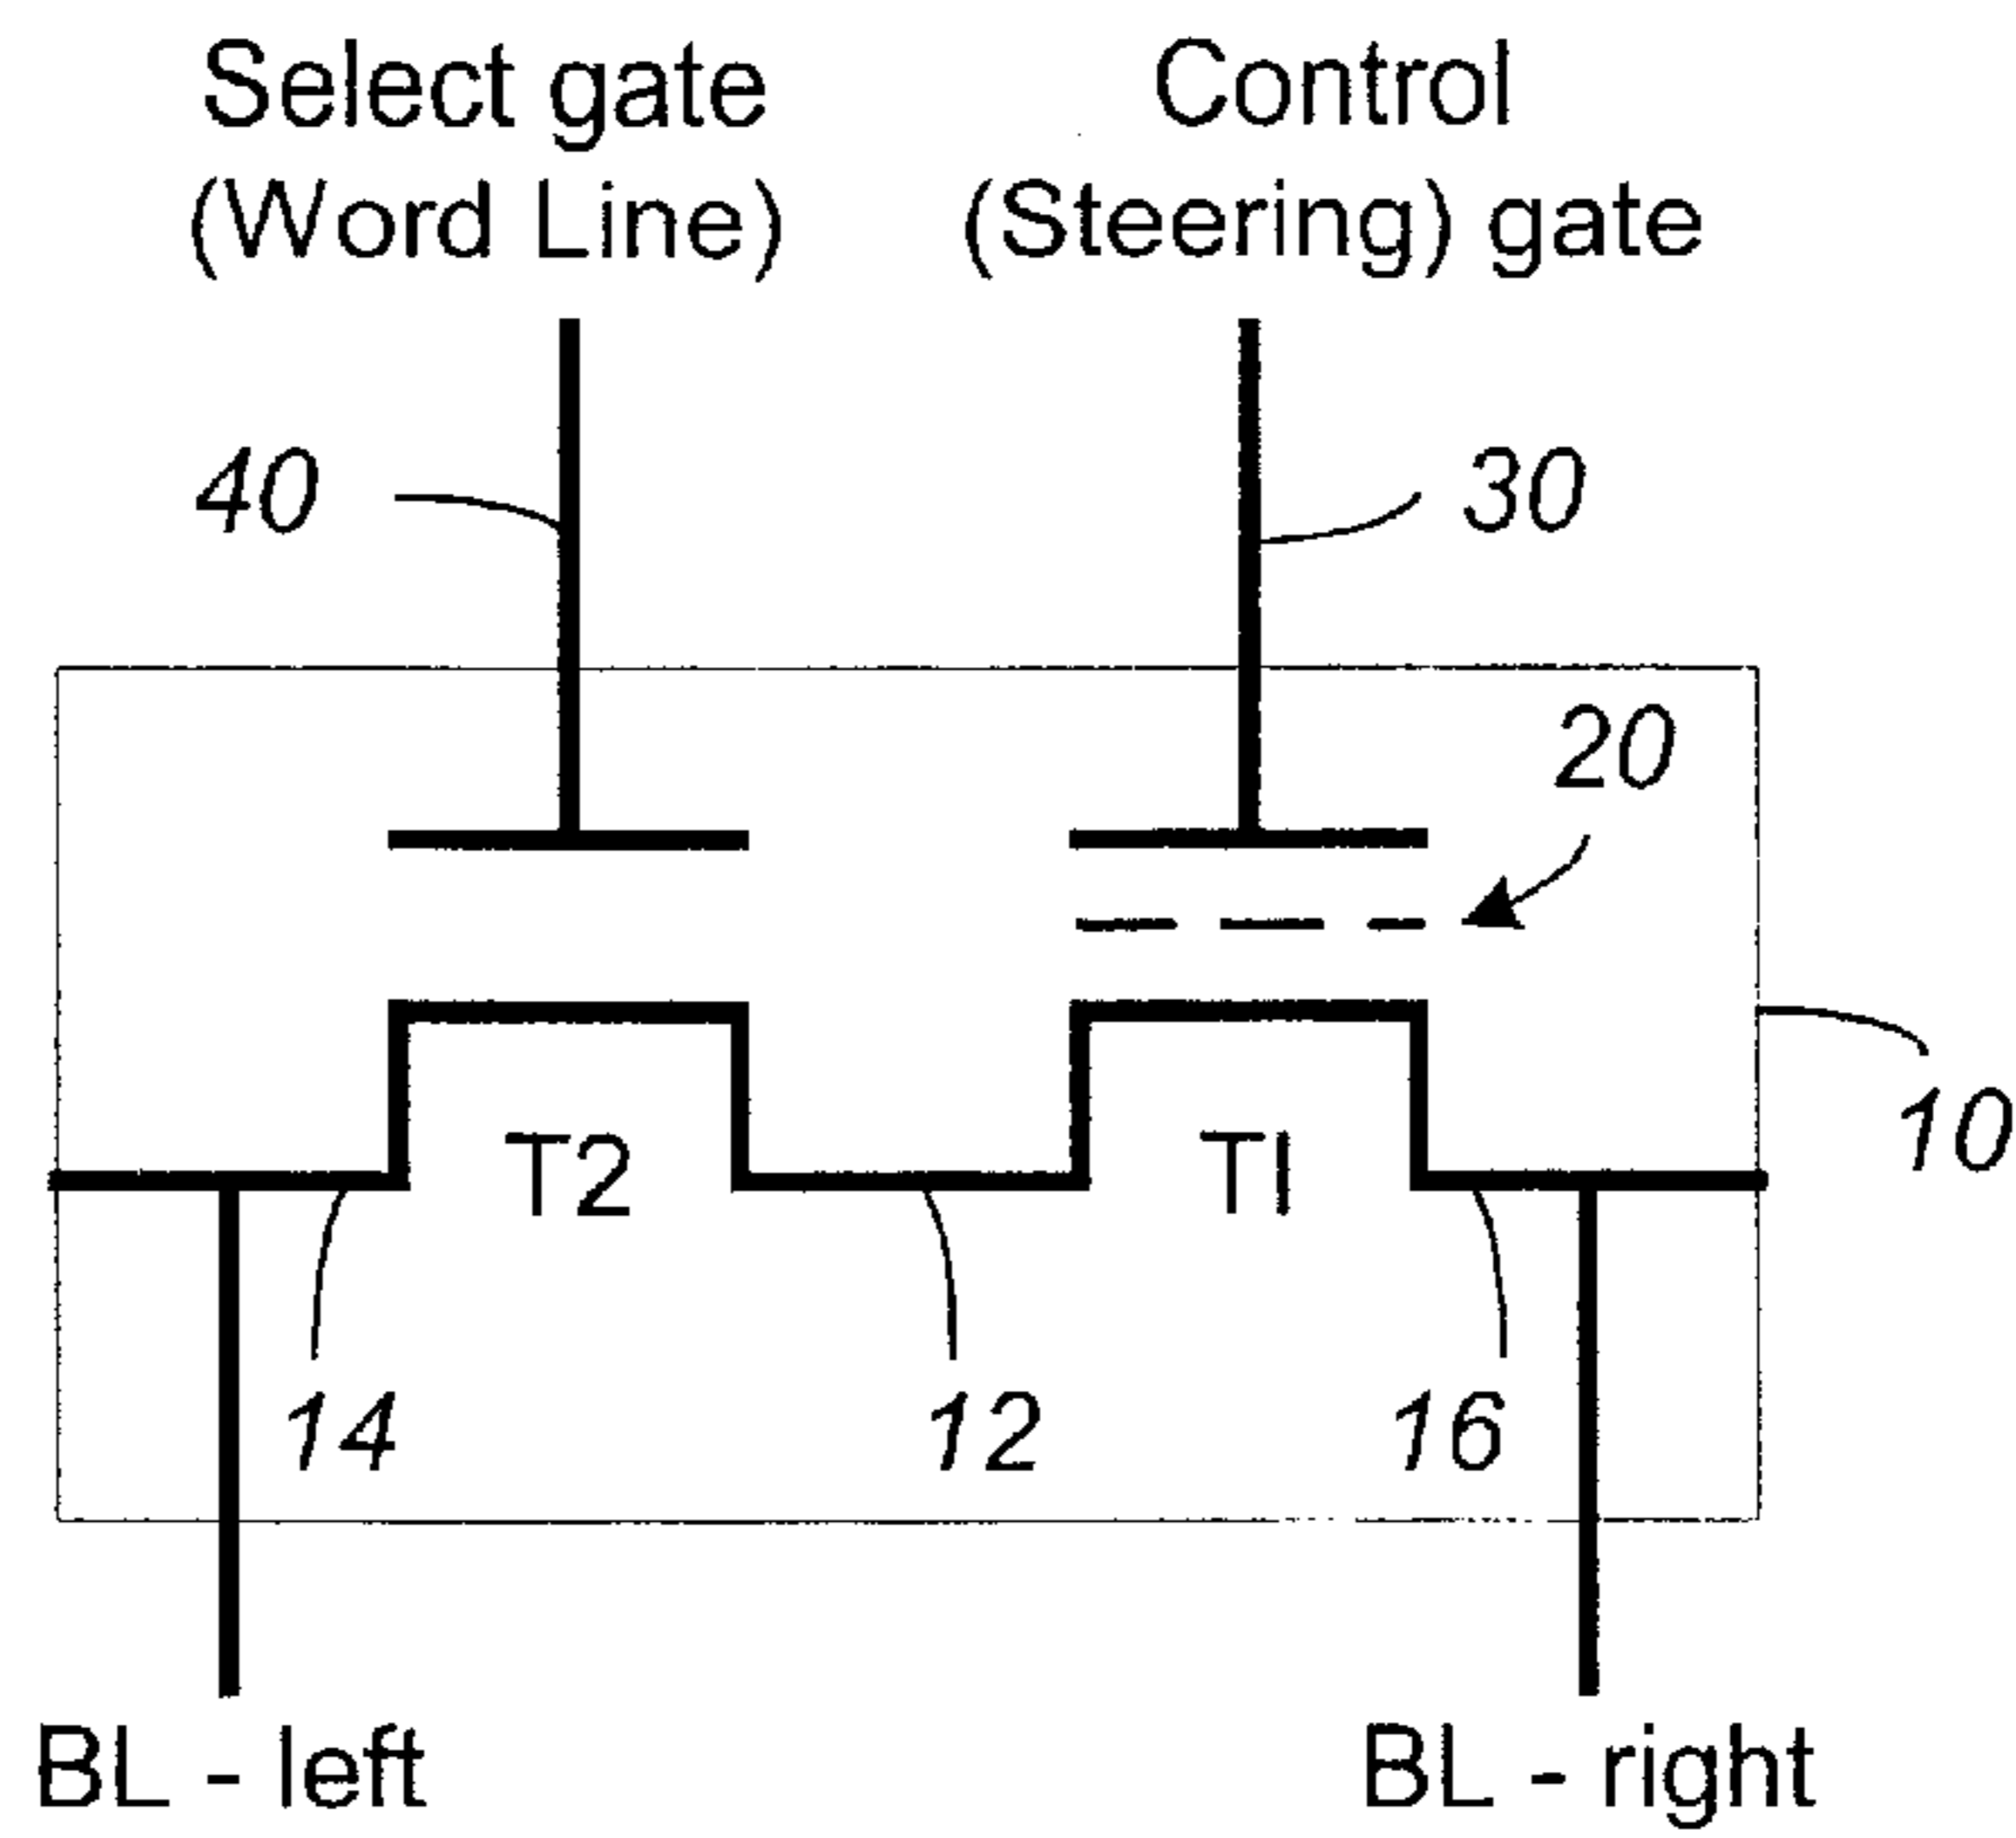 Select gate
(Word Line)
Control
(Steering) gate
40
30
20
10
T2
T1
14
12
16
BL - left
BL - right